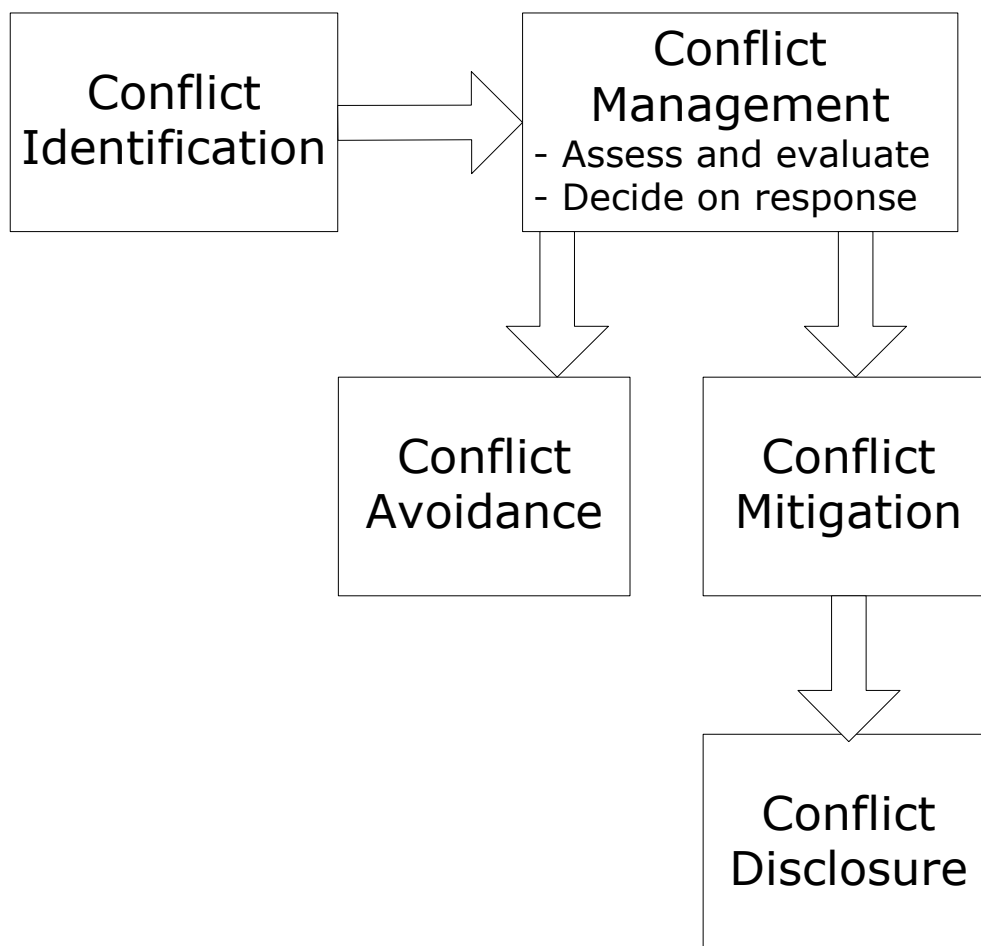 Conflict
Identification
Conflict
Management
- Assess and evaluate
- Decide on response
Conflict
Avoidance
Conflict
Mitigation
Conflict
Disclosure